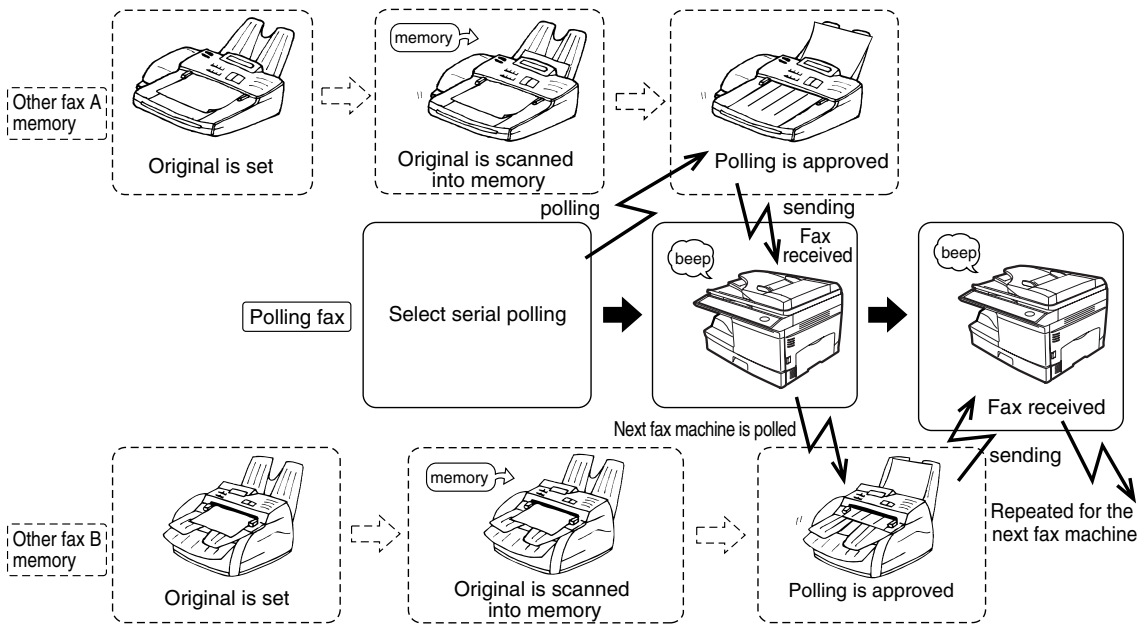 memory
Other fax A
memory
Original is set
Original is scanned
into memory
Polling is approved
polling
sending
Fax
received
beep
beep
Polling fax
Select serial polling
Fax received
Next fax machine is polled
sending
memory
Repeated for the
next fax machine
Other fax B
memory
Original is set
Original is scanned
into memory
Polling is approved